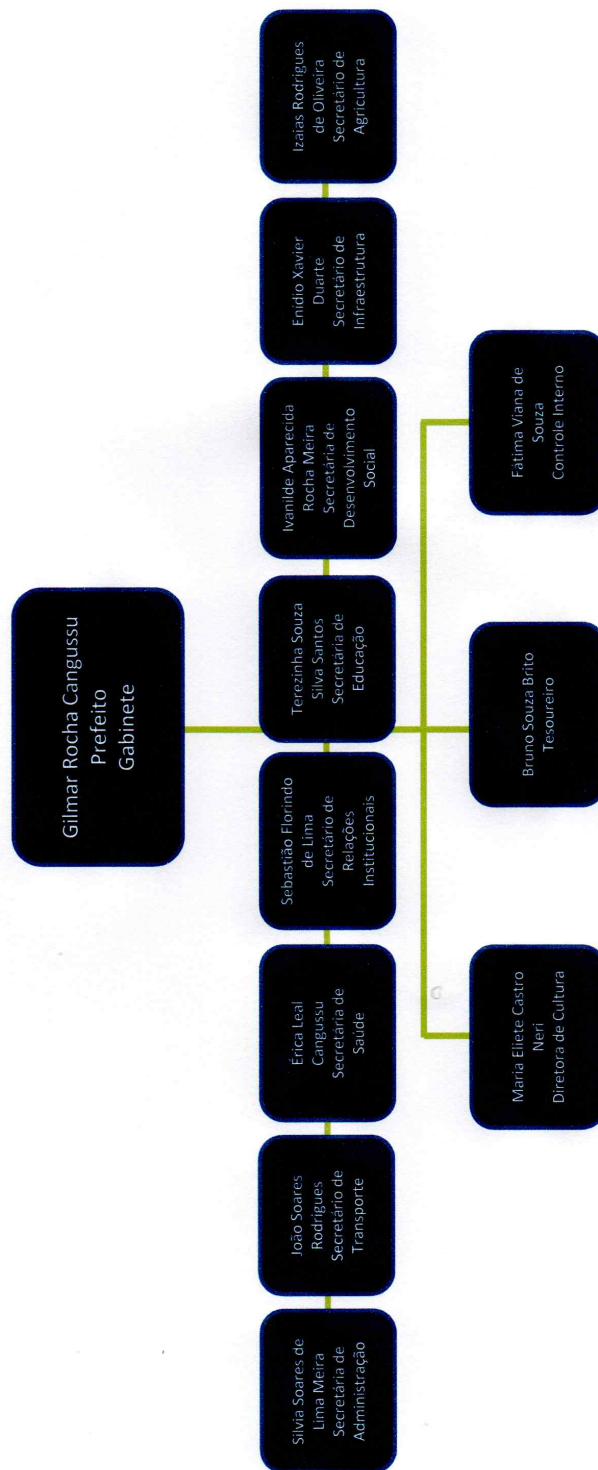 Gilmar Rocha Cangussu
Prefeito
Gabinete
Silvia Soares de
Lima Meira
Secretária de
Administração
João Soares
Rodrigues
Secretário de
Transporte
Érica Leal
Cangussu
Secretária de
Saúde
Sebastião Florindo
de Lima
Secretário de
Relações
Institucionais
Terezinha Souza
Silva Santos
Secretária de
Educação
Ivanilde Aparecida
Rocha Meira
Secretária de
Desenvolvimento
Social
Enídio Xavier
Duarte
Secretário de
Infraestrutura
Izaias Rodrigues
de Oliveira
Secretário de
Agricultura
Maria Eliete Castro
Neri
Diretora de Cultura
Bruno Souza Brito
Tesoureiro
Fátima Viana de
Souza
Controle Interno